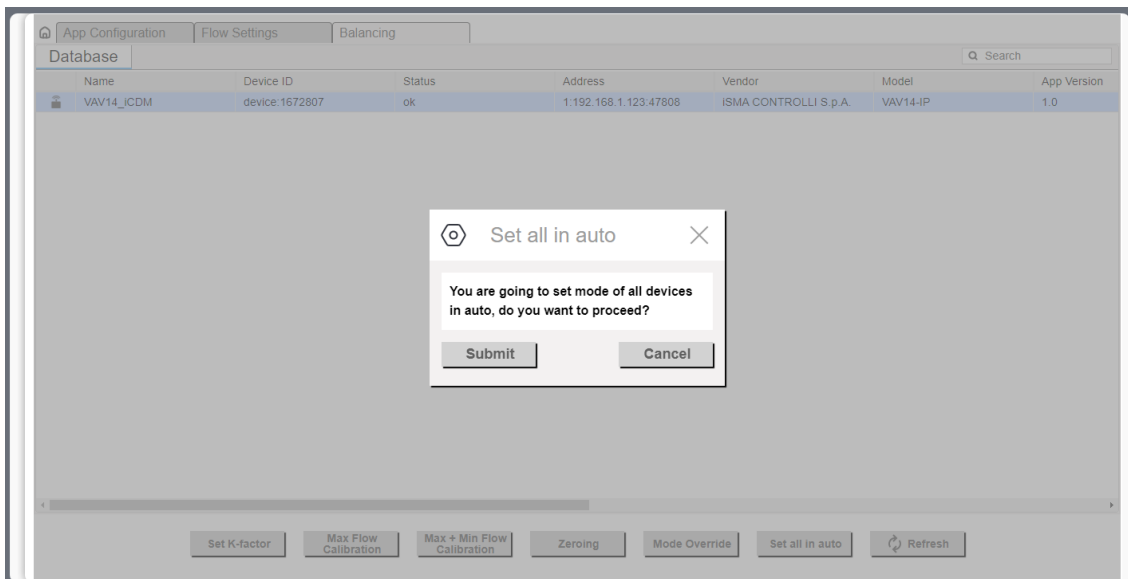 App Configuration Flow Settings Balancing
Database Search
Name Device ID Status Address Vendor Model App Version
VAV14_iCDM device:1672807 ok 1:192.168.1.123:47808 iSMA CONTROLLI S.p.A. VAV14-IP 1.0
Set all in auto
You are going to set mode of all devices
in auto, do you want to proceed?
Submit Cancel
Set K-factor Max Flow Calibration Max + Min Flow Calibration Zeroing Mode Override Set all in auto Refresh